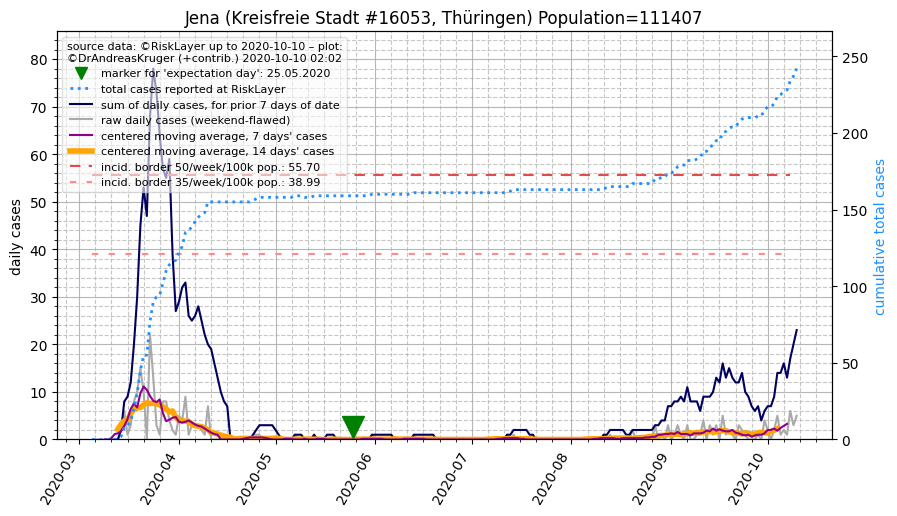 Jena (Kreisfreie Stadt #16053, Thüringen) Population=111407
source data: ©RiskLayer up to 2020-10-10 – plot:
©DrAndreasKruger (+contrib.) 2020-10-10 02:02
marker for 'expectation day': 25.05.2020
total cases reported at RiskLayer
sum of daily cases, for prior 7 days of date
raw daily cases (weekend-flawed)
centered moving average, 7 days' cases
centered moving average, 14 days' cases
incid. border 50/week/100k pop.: 55.70
incid. border 35/week/100k pop.: 38.99
daily cases
80
70
60
50
40
30
20
10
0
cumulative total cases
250
200
150
100
50
0
2020-03
2020-04
2020-05
2020-06
2020-07
2020-08
2020-09
2020-10